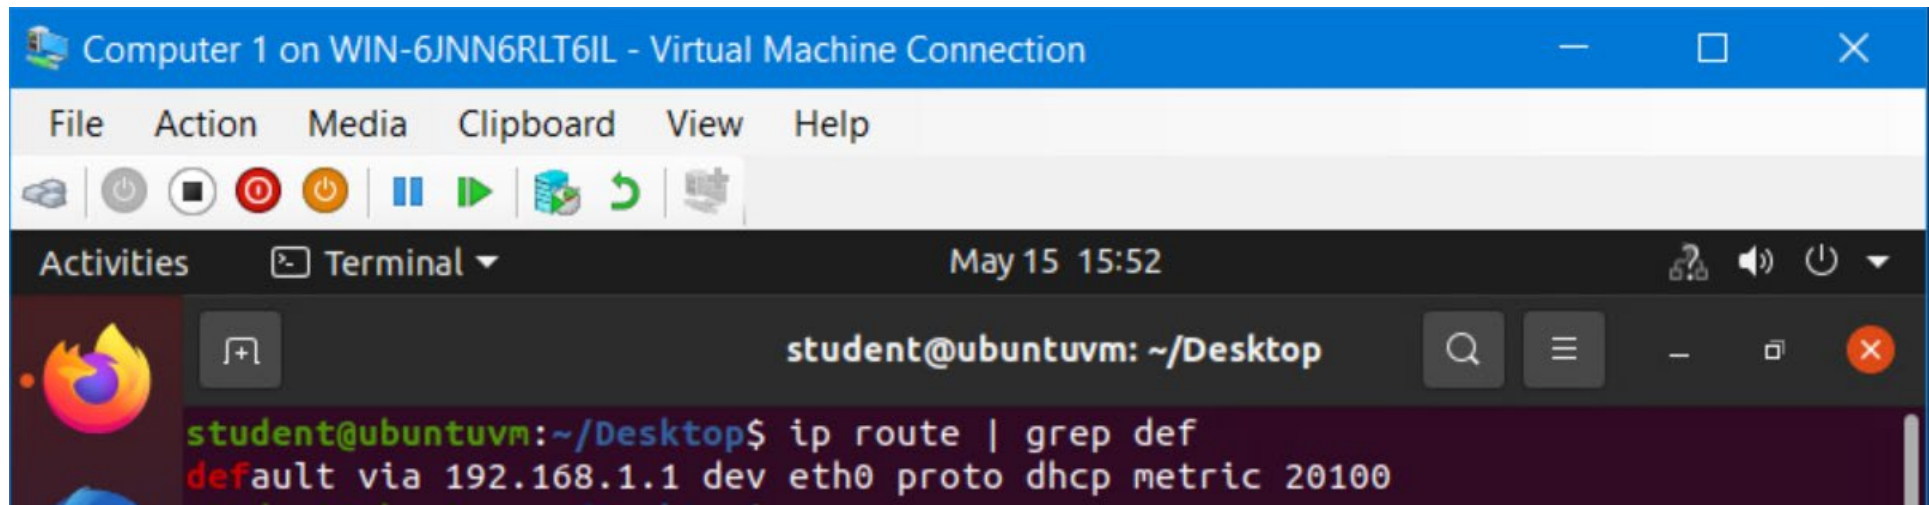 Computer 1 on WIN-6JNN6RLT6IL - Virtual Machine Connection
File Action Media Clipboard View Help
Activities Terminal May 15 15:52
student@ubuntuvm: ~/Desktop
student@ubuntuvm:~/Desktop$ ip route | grep def
default via 192.168.1.1 dev eth0 proto dhcp metric 20100